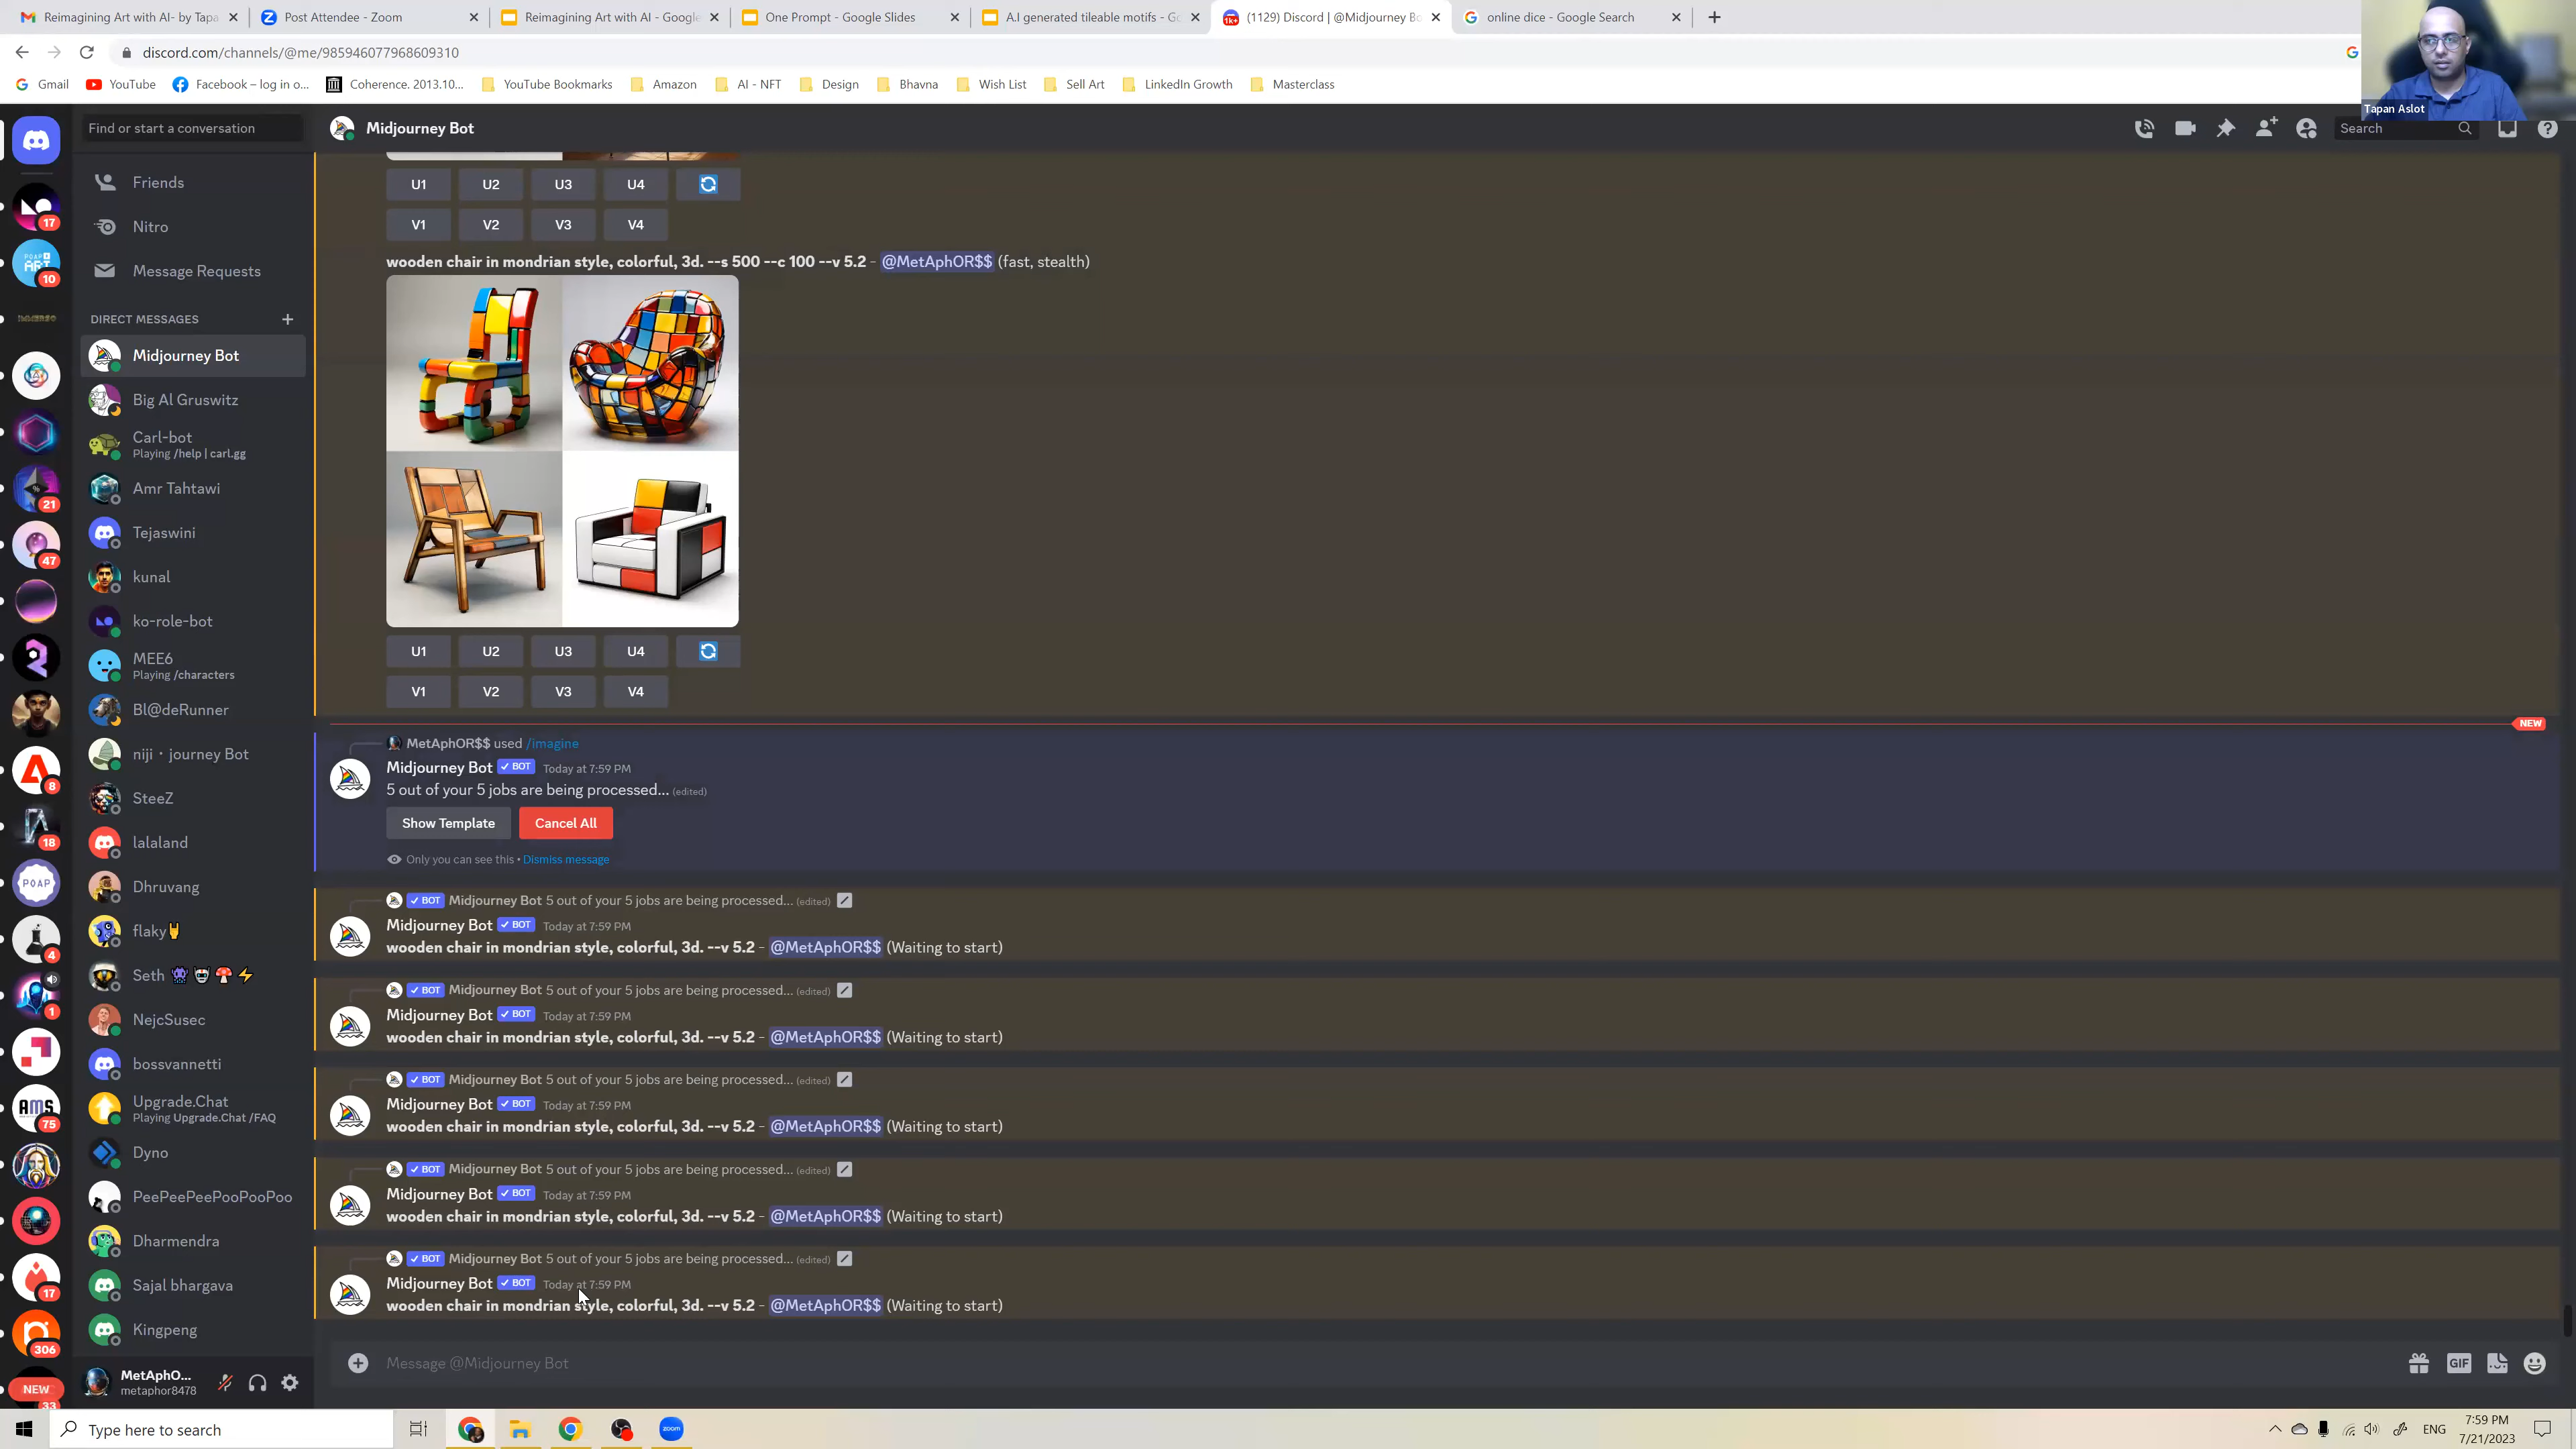 Reimagining Art with AI- by Tapa
Post Attendee - Zoom
Reimagining Art with AI - Google
One Prompt - Google Slides
A.I generated tileable motifs - Go
(1129) Discord | @Midjourney Bo
online dice - Google Search
discord.com/channels/@me/985946077968609310
Gmail
YouTube
Facebook – log in o...
Coherence. 2013.10...
YouTube Bookmarks
Amazon
AI - NFT
Design
Bhavna
Wish List
Sell Art
LinkedIn Growth
Masterclass
Tapan Aslot
Find or start a conversation
Midjourney Bot
Search
Friends
Nitro
Message Requests
DIRECT MESSAGES
Midjourney Bot
Big Al Gruswitz
Carl-bot
Playing /help | carl.gg
Amr Tahtawi
Tejaswini
kunal
ko-role-bot
MEE6
Playing /characters
Bl@deRunner
niji・journey Bot
SteeZ
lalaland
Dhruvang
flaky
Seth
NejcSusec
bossvannetti
Upgrade.Chat
Playing Upgrade.Chat /FAQ
Dyno
PeePeePeePooPooPoo
Dharmendra
Sajal bhargava
Kingpeng
MetAphO...
metaphor8478
17
10
21
47
8
18
POAP
4
1
AMS
75
17
306
NEW
33
U1 U2 U3 U4
V1 V2 V3 V4
wooden chair in mondrian style, colorful, 3d. --s 500 --c 100 --v 5.2 - @MetAphOR$$ (fast, stealth)
U1 U2 U3 U4
V1 V2 V3 V4
NEW
MetAphOR$$ used /imagine
Midjourney Bot ✓ BOT Today at 7:59 PM
5 out of your 5 jobs are being processed... (edited)
Show Template Cancel All
Only you can see this • Dismiss message
✓ BOT Midjourney Bot 5 out of your 5 jobs are being processed... (edited)
Midjourney Bot ✓ BOT Today at 7:59 PM
wooden chair in mondrian style, colorful, 3d. --v 5.2 - @MetAphOR$$ (Waiting to start)
✓ BOT Midjourney Bot 5 out of your 5 jobs are being processed... (edited)
Midjourney Bot ✓ BOT Today at 7:59 PM
wooden chair in mondrian style, colorful, 3d. --v 5.2 - @MetAphOR$$ (Waiting to start)
✓ BOT Midjourney Bot 5 out of your 5 jobs are being processed... (edited)
Midjourney Bot ✓ BOT Today at 7:59 PM
wooden chair in mondrian style, colorful, 3d. --v 5.2 - @MetAphOR$$ (Waiting to start)
✓ BOT Midjourney Bot 5 out of your 5 jobs are being processed... (edited)
Midjourney Bot ✓ BOT Today at 7:59 PM
wooden chair in mondrian style, colorful, 3d. --v 5.2 - @MetAphOR$$ (Waiting to start)
✓ BOT Midjourney Bot 5 out of your 5 jobs are being processed... (edited)
Midjourney Bot ✓ BOT Today at 7:59 PM
wooden chair in mondrian style, colorful, 3d. --v 5.2 - @MetAphOR$$ (Waiting to start)
Message @Midjourney Bot
GIF
Type here to search
zoom
ENG
7:59 PM
7/21/2023